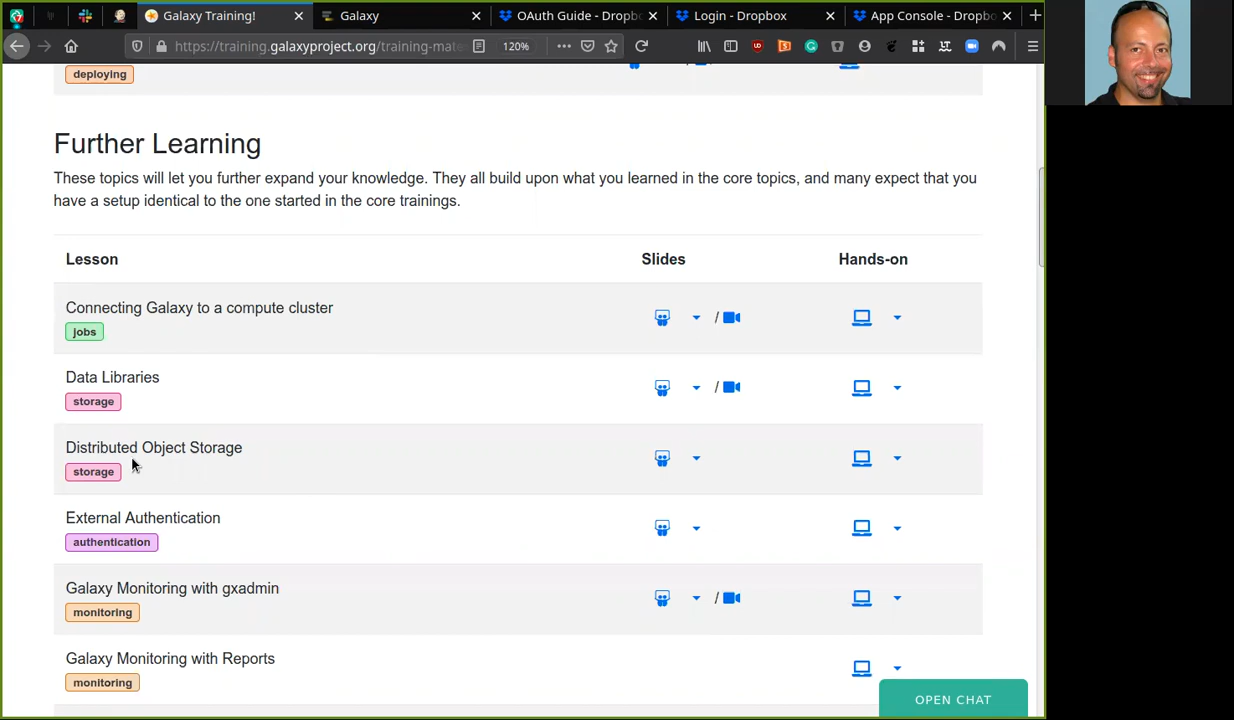 Galaxy Training!
Galaxy
OAuth Guide - Dropbo
Login - Dropbox
App Console - Dropbo
https://training.galaxyproject.org/training-mate
120%
deploying
Further Learning
These topics will let you further expand your knowledge. They all build upon what you learned in the core topics, and many expect that you
have a setup identical to the one started in the core trainings.
Lesson Slides Hands-on
Connecting Galaxy to a compute cluster
jobs
/
Data Libraries
storage
/
Distributed Object Storage
storage
External Authentication
authentication
Galaxy Monitoring with gxadmin
monitoring
/
Galaxy Monitoring with Reports
monitoring
OPEN CHAT